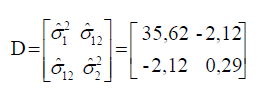 D = [ σ̂₁² σ̂₁₂ ; σ̂₁₂ σ̂₂² ] = [ 35,62 -2,12 ; -2,12 0,29 ]